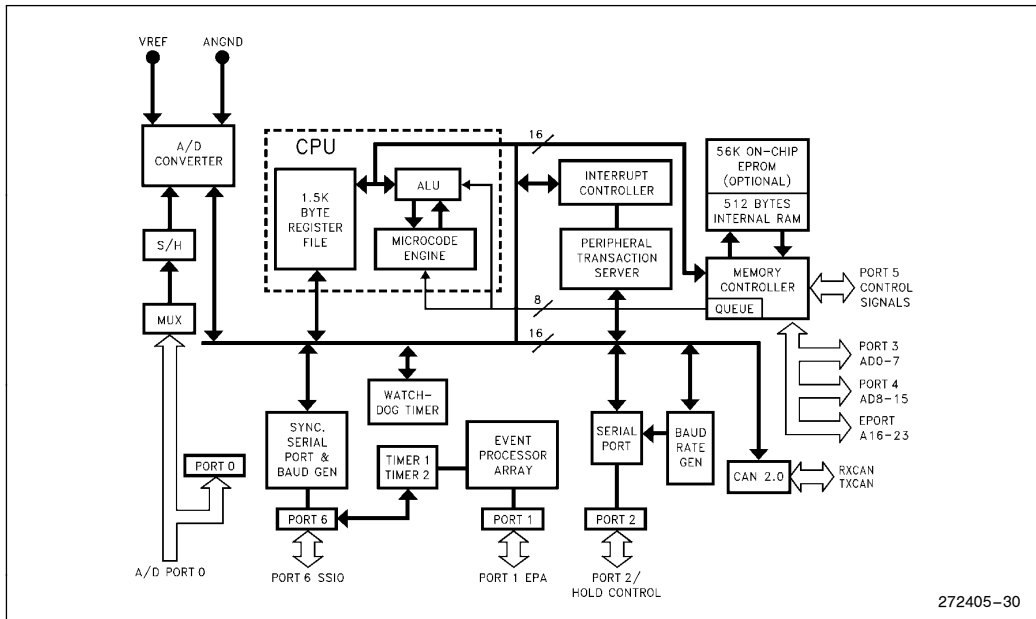 VREF
ANGND
A/D
CONVERTER
S/H
MUX
CPU
1.5K
BYTE
REGISTER
FILE
ALU
MICROCODE
ENGINE
16
INTERRUPT
CONTROLLER
PERIPHERAL
TRANSACTION
SERVER
56K ON-CHIP
EPROM
(OPTIONAL)
512 BYTES
INTERNAL RAM
MEMORY
CONTROLLER
QUEUE
8
16
PORT 5
CONTROL
SIGNALS
PORT 3
AD0-7
PORT 4
AD8-15
EPORT
A16-23
WATCH-
DOG TIMER
SYNC.
SERIAL
PORT &
BAUD GEN
TIMER 1
TIMER 2
EVENT
PROCESSOR
ARRAY
SERIAL
PORT
BAUD
RATE
GEN
CAN 2.0
RXCAN
TXCAN
PORT 0
PORT 6
PORT 1
PORT 2
A/D PORT 0
PORT 6 SSIO
PORT 1 EPA
PORT 2/
HOLD CONTROL
272405-30